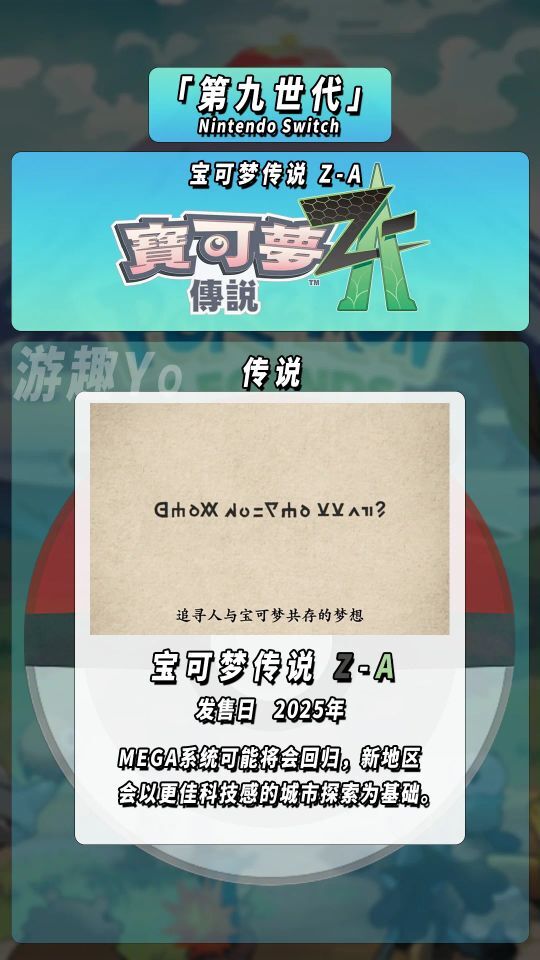 「第九世代」
Nintendo Switch
宝可梦传说 Z-A
寶可夢
傳說
Z-A
TM
游趣Yo
传说
追寻人与宝可梦共存的梦想
宝可梦传说 Z-A
发售日 2025年
MEGA系统可能将会回归，新地区
会以更佳科技感的城市探索为基础。